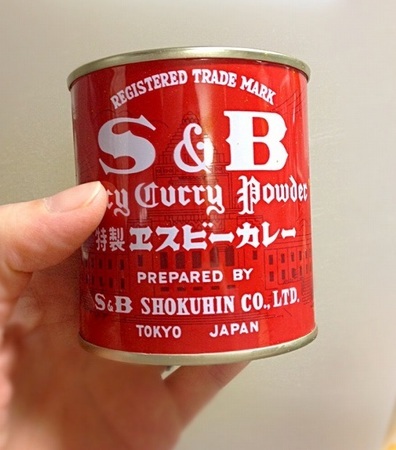 REGISTERED TRADE MARK
S & B
Curry Powder
特製ヱスビーカレー
PREPARED BY
S&B SHOKUHIN CO., LTD.
TOKYO JAPAN